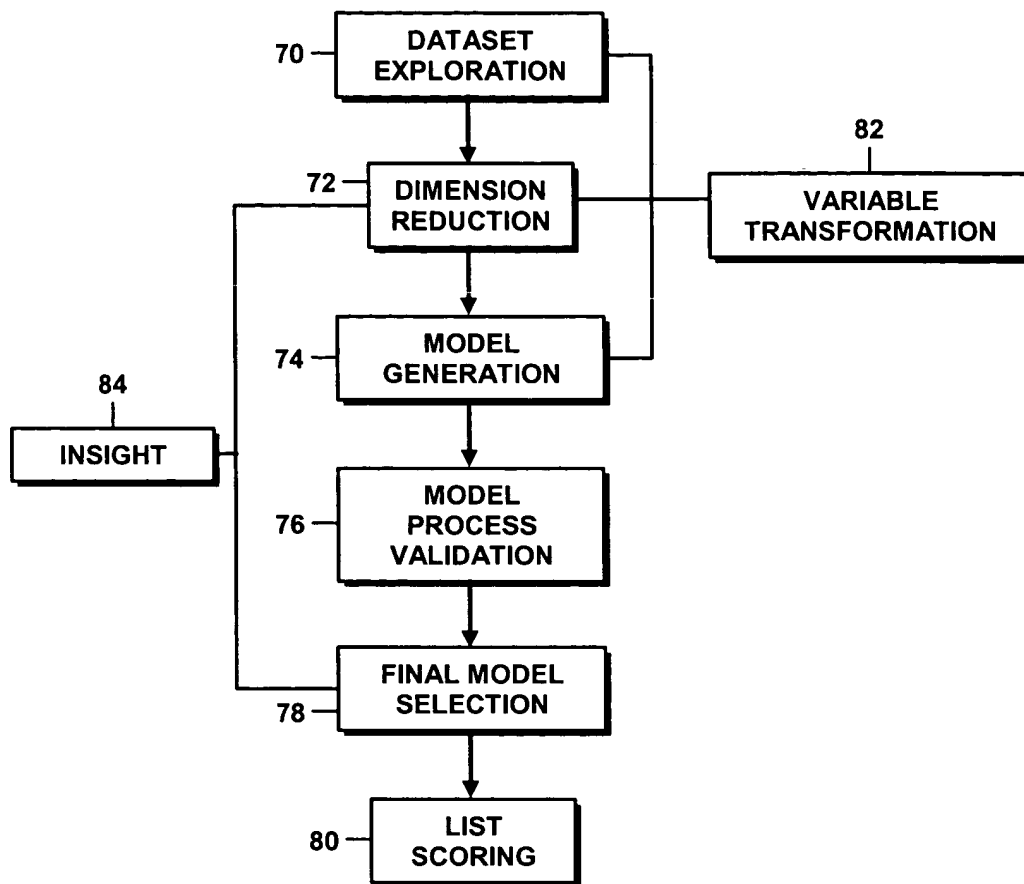 70
DATASET
EXPLORATION
82
72
DIMENSION
REDUCTION
VARIABLE
TRANSFORMATION
74
MODEL
GENERATION
84
INSIGHT
76
MODEL
PROCESS
VALIDATION
FINAL MODEL
SELECTION
78
80
LIST
SCORING